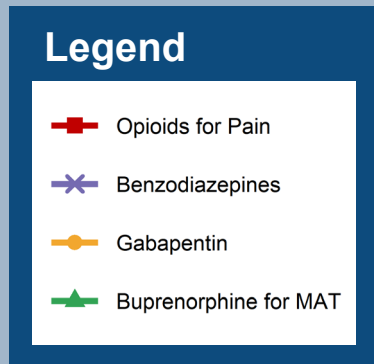 Legend
Opioids for Pain
Benzodiazepines
Gabapentin
Buprenorphine for MAT